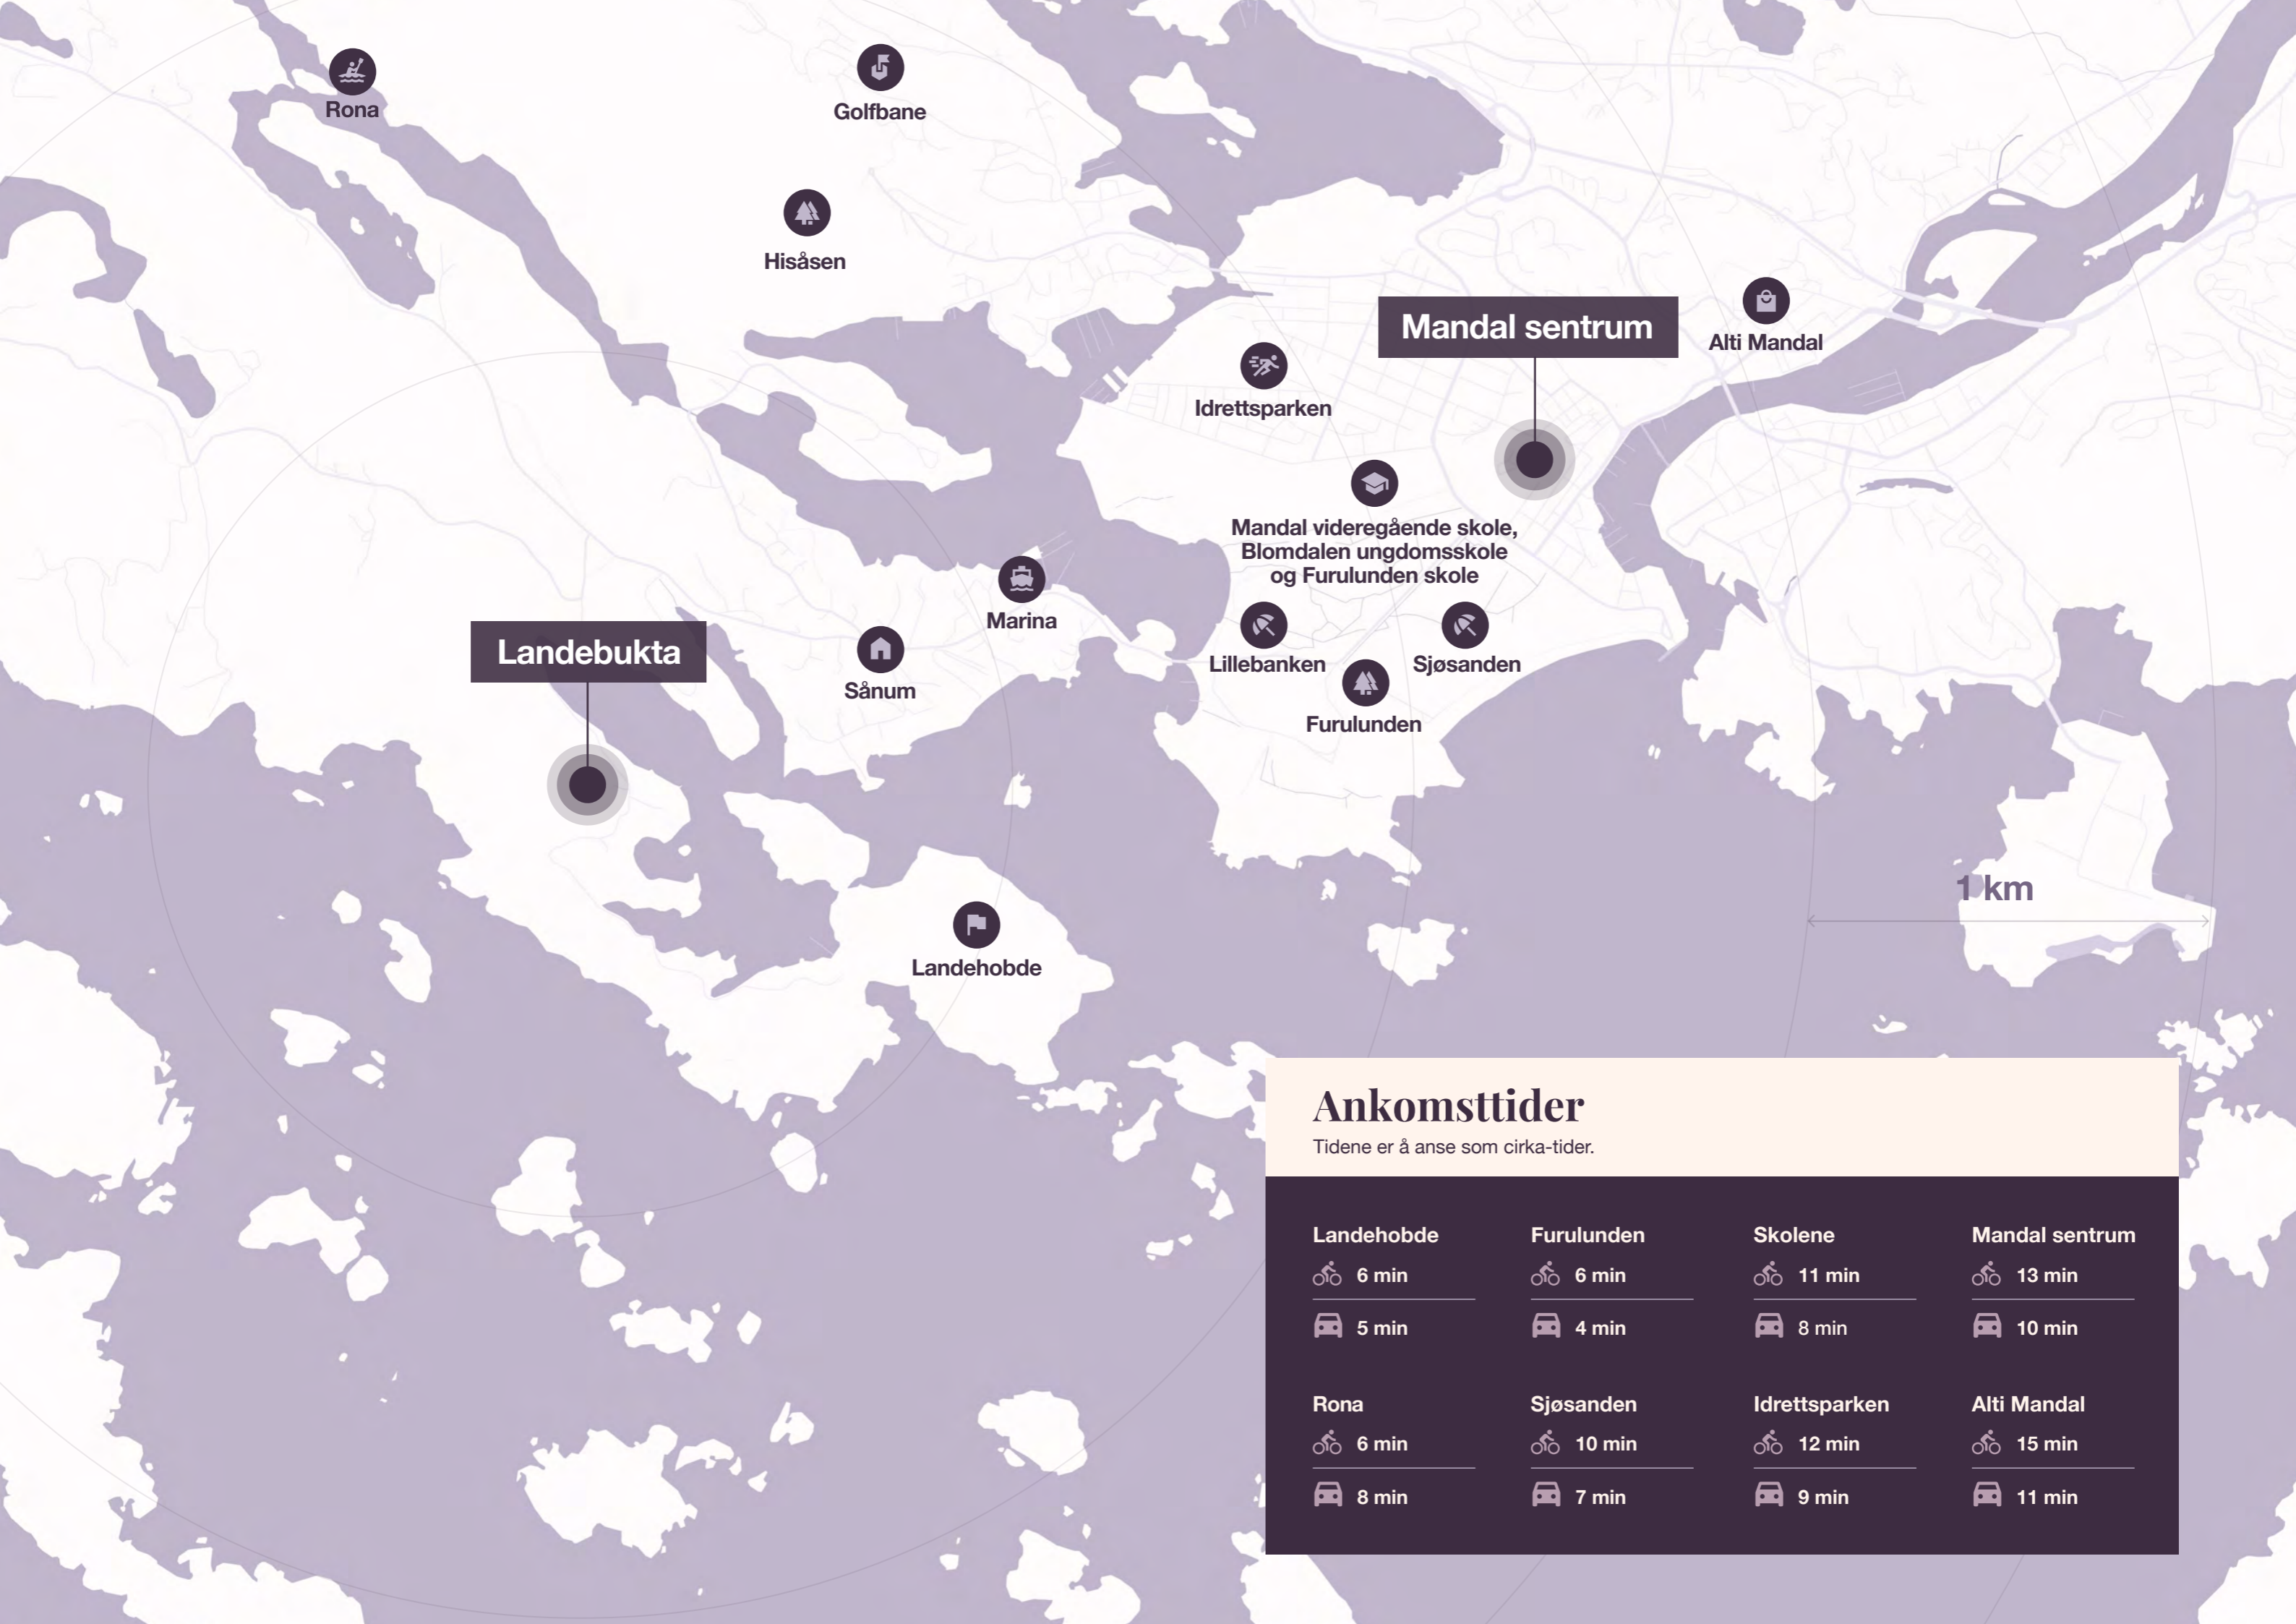 Rona
Golfbane
Hisåsen
Mandal sentrum
Alti Mandal
Idrettsparken
Mandal videregående skole,
Blomdalen ungdomsskole
og Furulunden skole
Marina
Landebukta
Sånum
Lillebanken
Sjøsanden
Furulunden
1 km
Landehobde
Ankomsttider
Tidene er å anse som cirka-tider.
Landehobde
6 min
5 min
Furulunden
6 min
4 min
Skolene
11 min
8 min
Mandal sentrum
13 min
10 min
Rona
6 min
8 min
Sjøsanden
10 min
7 min
Idrettsparken
12 min
9 min
Alti Mandal
15 min
11 min